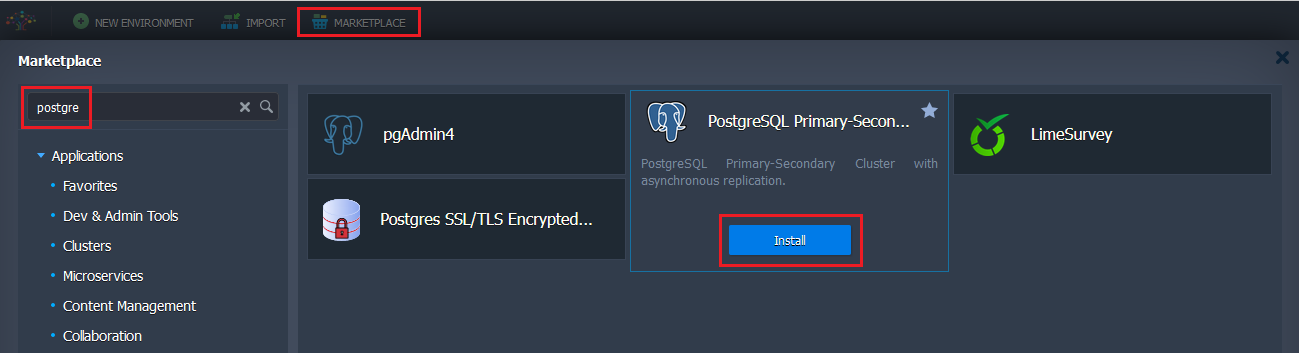 NEW ENVIRONMENT
IMPORT
MARKETPLACE
Marketplace
postgre
Applications
Favorites
Dev & Admin Tools
Clusters
Microservices
Content Management
Collaboration
pgAdmin4
PostgreSQL Primary-Secon...
PostgreSQL Primary-Secondary Cluster with
asynchronous replication.
Install
LimeSurvey
Postgres SSL/TLS Encrypted...